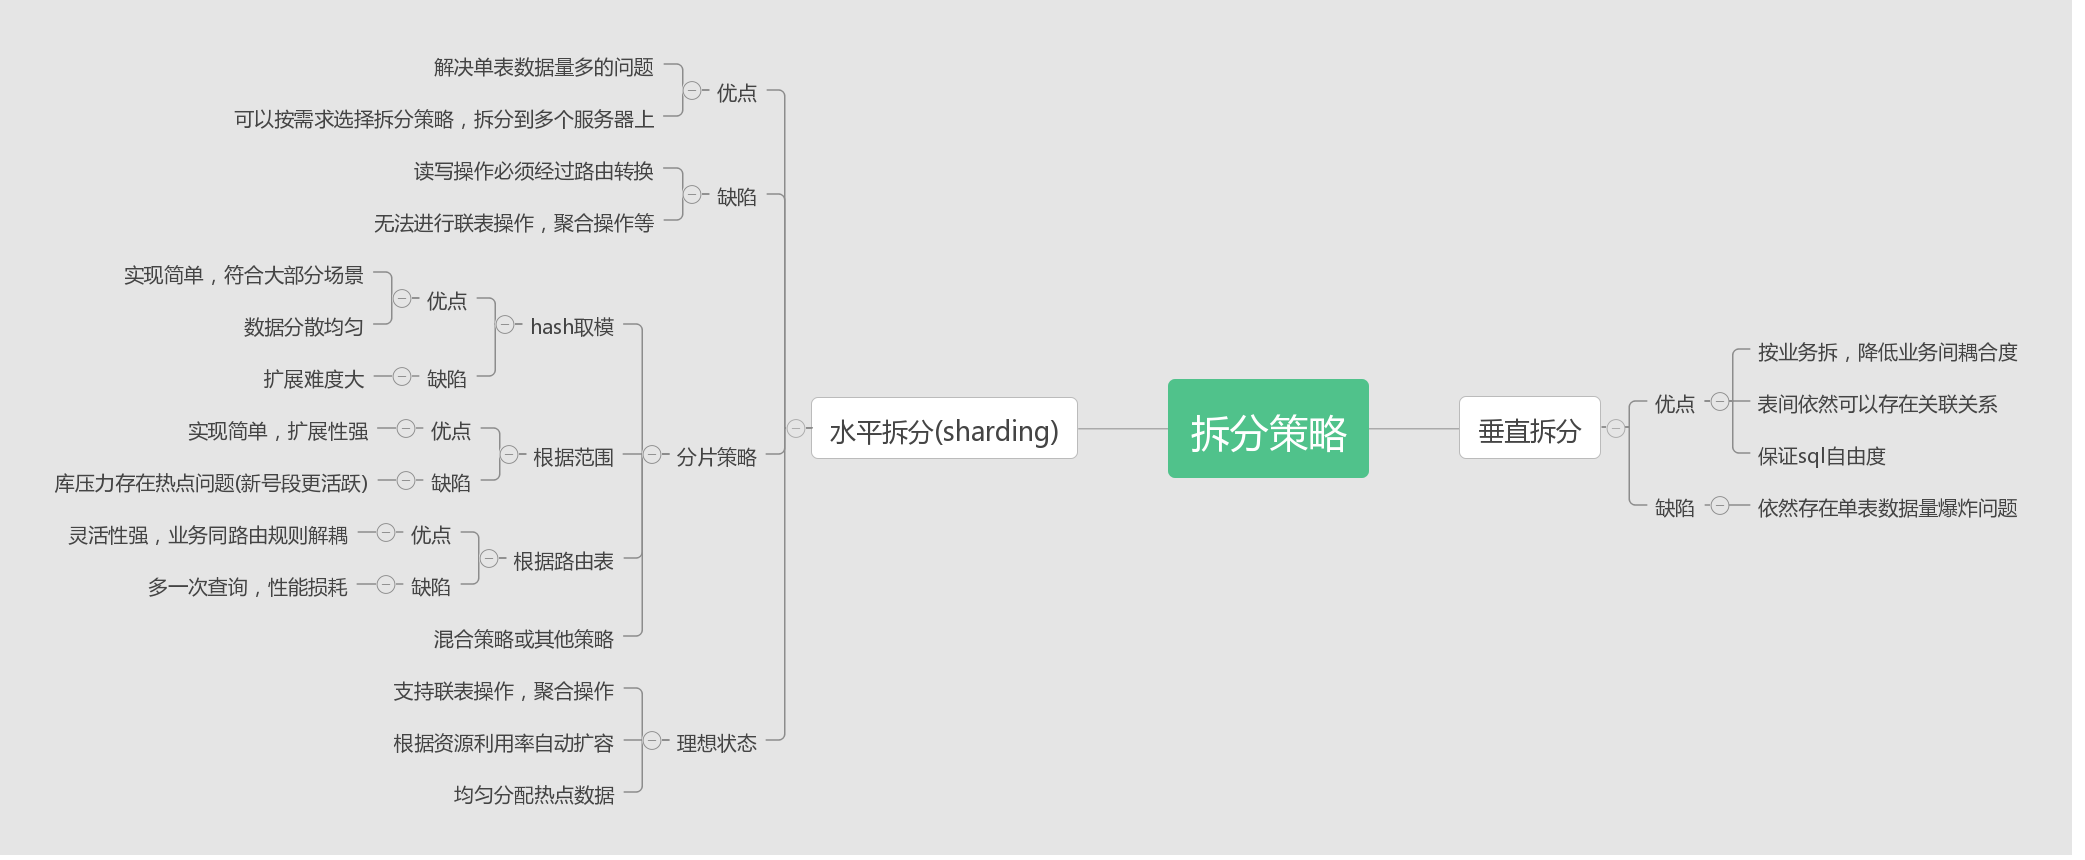 拆分策略
水平拆分(sharding)
优点
解决单表数据量多的问题
可以按需求选择拆分策略，拆分到多个服务器上
缺陷
读写操作必须经过路由转换
无法进行联表操作，聚合操作等
分片策略
hash取模
优点
实现简单，符合大部分场景
数据分散均匀
缺陷
扩展难度大
根据范围
优点
实现简单，扩展性强
缺陷
库压力存在热点问题(新号段更活跃)
根据路由表
优点
灵活性强，业务同路由规则解耦
缺陷
多一次查询，性能损耗
混合策略或其他策略
理想状态
支持联表操作，聚合操作
根据资源利用率自动扩容
均匀分配热点数据
垂直拆分
优点
按业务拆，降低业务间耦合度
表间依然可以存在关联关系
保证sql自由度
缺陷
依然存在单表数据量爆炸问题